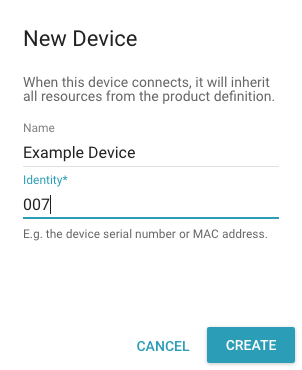 New Device
When this device connects, it will inherit
all resources from the product definition.
Name
Example Device
Identity*
007
E.g. the device serial number or MAC address.
CANCEL CREATE